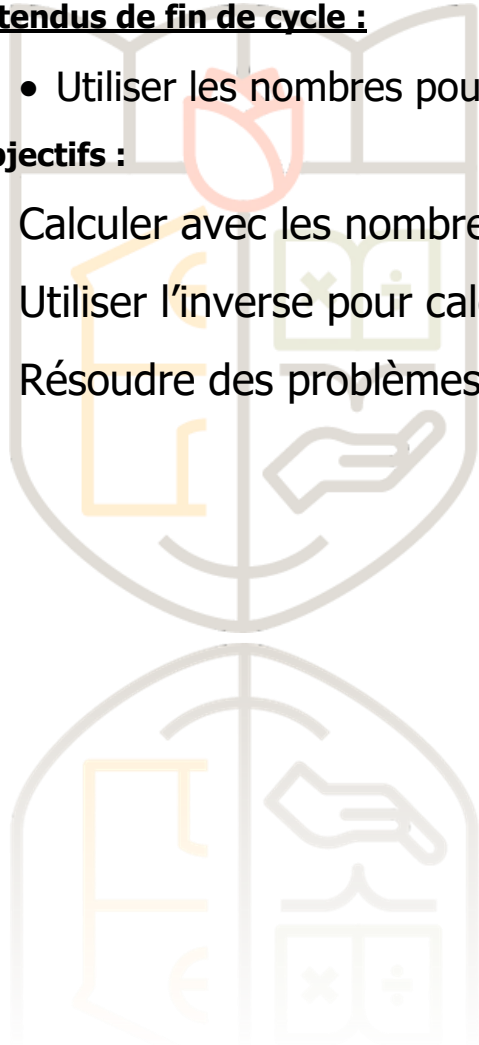 tendus de fin de cycle :
• Utiliser les nombres pou
bjectifs :
Calculer avec les nombre
Utiliser l’inverse pour cal
Résoudre des problèmes